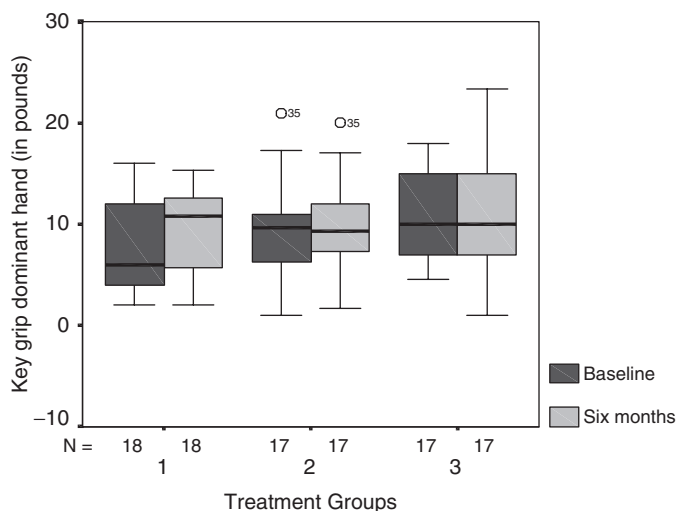 Key grip dominant hand (in pounds)
30
20
10
0
−10
35
35
Baseline
Six months
N = 18 18 17 17 17 17
1 2 3
Treatment Groups